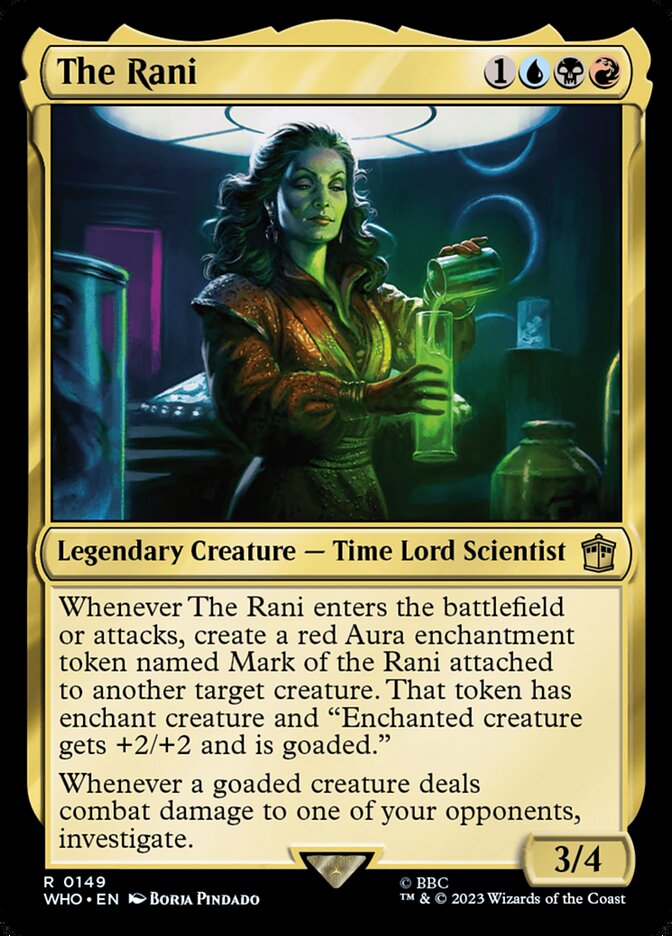 The Rani 1
Legendary Creature — Time Lord Scientist
Whenever The Rani enters the battlefield
or attacks, create a red Aura enchantment
token named Mark of the Rani attached
to another target creature. That token has
enchant creature and “Enchanted creature
gets +2/+2 and is goaded.”
Whenever a goaded creature deals
combat damage to one of your opponents,
investigate.
3/4
R 0149
WHO • EN Borja Pindado
© BBC
™ & © 2023 Wizards of the Coast